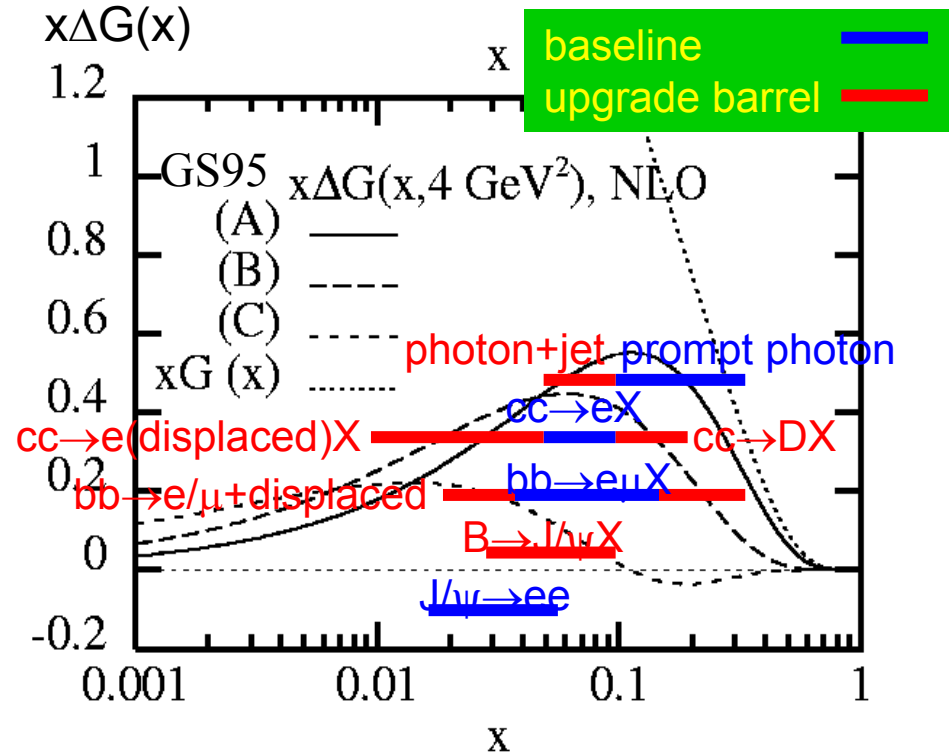 xΔG(x)
x
baseline
upgrade barrel
1.2
1
0.8
0.6
0.4
0.2
0
-0.2
GS95 xΔG(x,4 GeV²), NLO
(A)
(B)
(C)
xG (x)
photon+jet prompt photon
cc→eX
cc→e(displaced)X cc→DX
bb→e/μ+displaced bb→eμX
B→J/ψX
J/ψ→ee
0.001 0.01 0.1 1
x